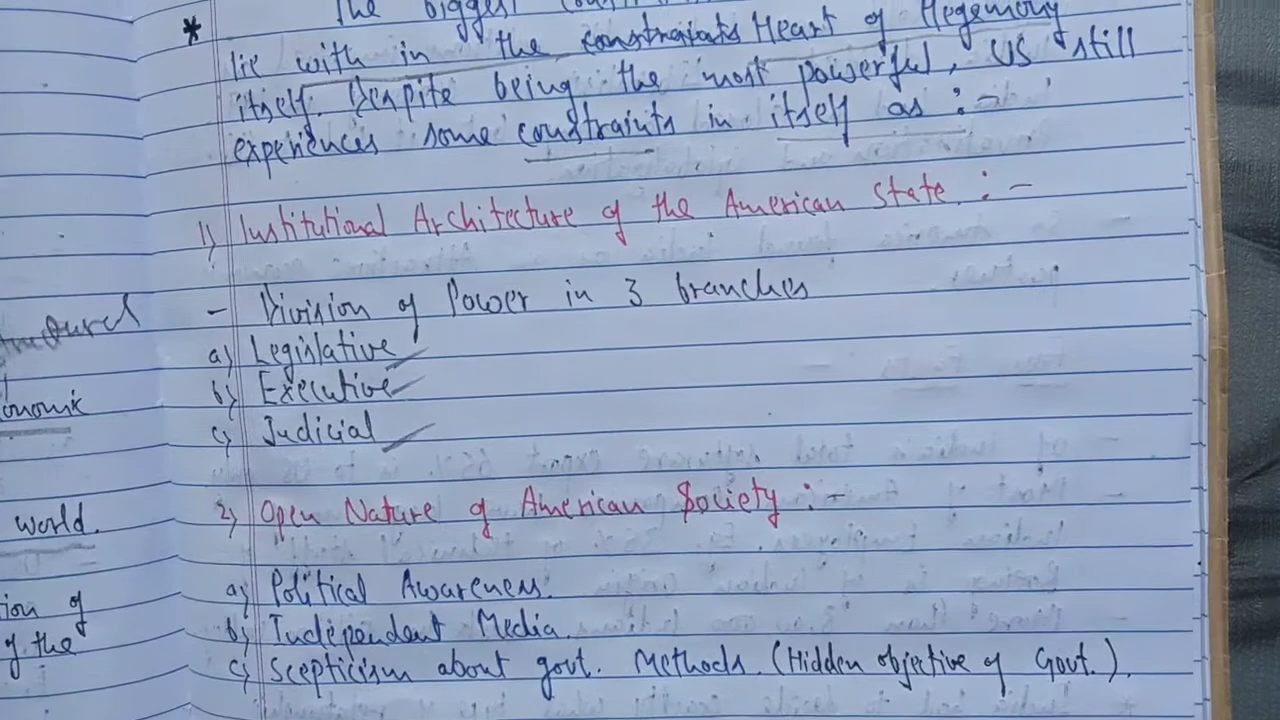 The biggest
* lie with in the constraints Heart of Hegemony
itself. Despite being the most powerful, US still
experiences some constraints in itself as :-
1) Institutional Architecture of the American State :-
- Division of Power in 3 branches
a) Legislative
b) Executive
c) Judicial
2) Open Nature of American Society :-
a) Political Awareness.
b) Independent Media.
c) Scepticism about govt. Methods. (Hidden objective of Govt.).
world.
ion of
of the